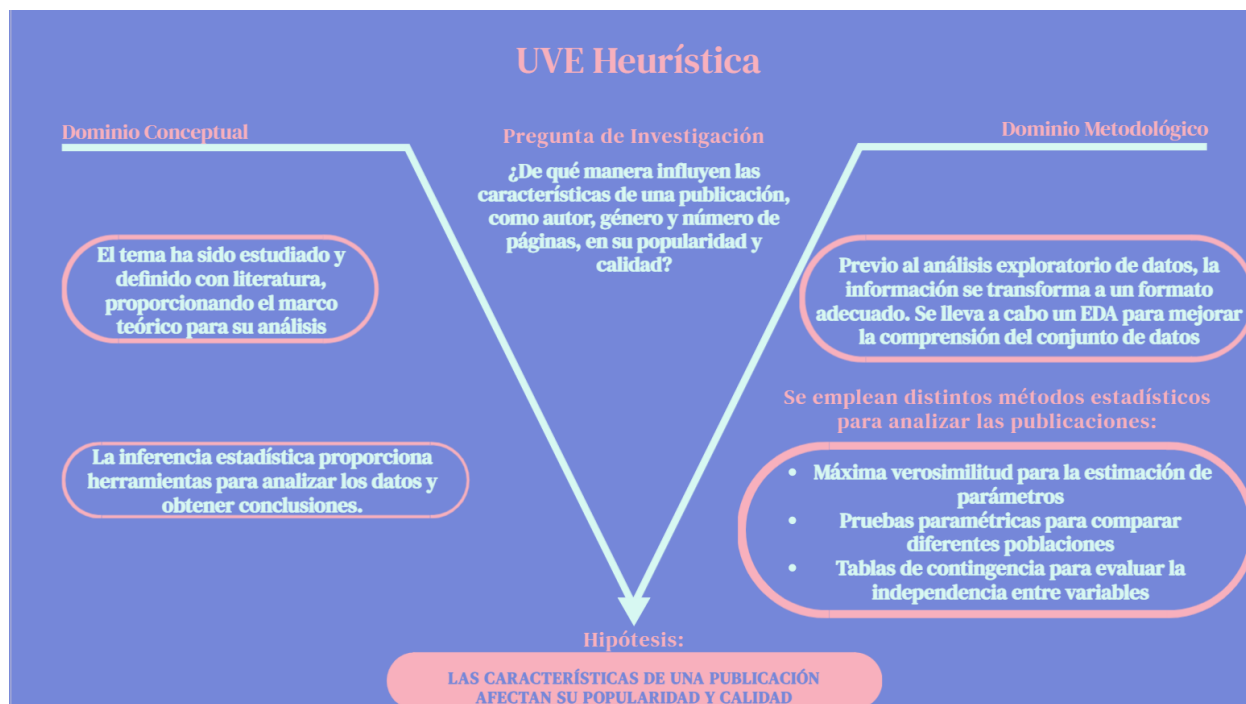 UVE Heurística
Dominio Conceptual
Pregunta de Investigación
Dominio Metodológico
¿De qué manera influyen las
características de una publicación,
como autor, género y número de
páginas, en su popularidad y
calidad?
El tema ha sido estudiado y
definido con literatura,
proporcionando el marco
teórico para su análisis
Previo al análisis exploratorio de datos, la
información se transforma a un formato
adecuado. Se lleva a cabo un EDA para mejorar
la comprensión del conjunto de datos
Se emplean distintos métodos estadísticos
para analizar las publicaciones:
La inferencia estadística proporciona
herramientas para analizar los datos y
obtener conclusiones.
• Máxima verosimilitud para la estimación de
parámetros
• Pruebas paramétricas para comparar
diferentes poblaciones
• Tablas de contingencia para evaluar la
independencia entre variables
Hipótesis:
LAS CARACTERÍSTICAS DE UNA PUBLICACIÓN
AFECTAN SU POPULARIDAD Y CALIDAD